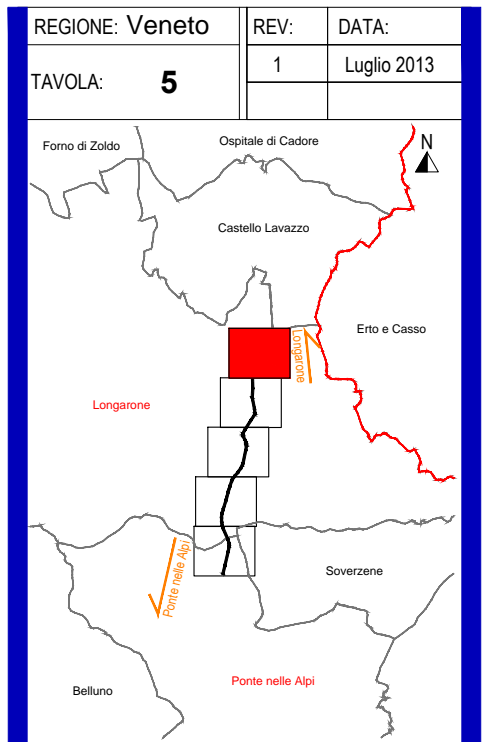 REGIONE: Veneto
REV:
DATA:
TAVOLA: 5
1
Luglio 2013
Forno di Zoldo
Ospitale di Cadore
N
Castello Lavazzo
Erto e Casso
Longarone
Longarone
Ponte nelle Alpi
Soverzene
Ponte nelle Alpi
Belluno